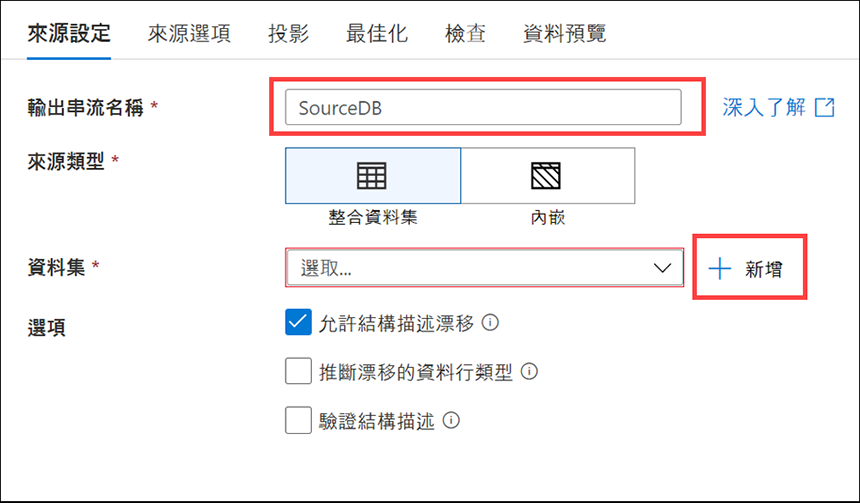 來源設定 來源選項 投影 最佳化 檢查 資料預覽
輸出串流名稱 * SourceDB 深入了解
來源類型 *
整合資料集 內嵌
資料集 * 選取... 新增
選項 允許結構描述漂移
推斷漂移的資料行類型
驗證結構描述